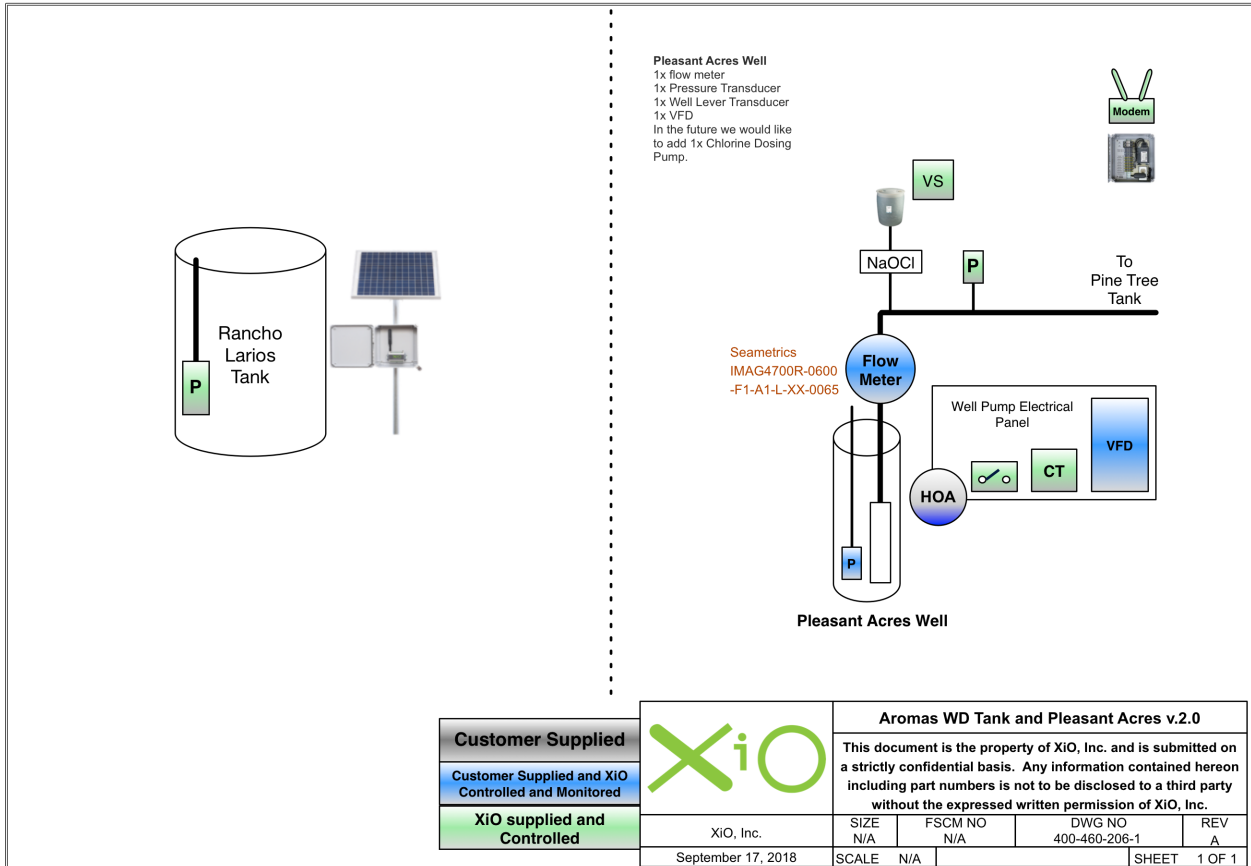 Pleasant Acres Well
1x flow meter
1x Pressure Transducer
1x Well Lever Transducer
1x VFD
In the future we would like
to add 1x Chlorine Dosing
Pump.
Modem
VS
NaOCl
P
To
Pine Tree
Tank
Rancho
Larios
Tank
P
Seametrics
IMAG4700R-0600
-F1-A1-L-XX-0065
Flow
Meter
Well Pump Electrical
Panel
VFD
CT
HOA
P
Pleasant Acres Well
Customer Supplied
Customer Supplied and XiO
Controlled and Monitored
XiO supplied and
Controlled
XiO
Aromas WD Tank and Pleasant Acres v.2.0
This document is the property of XiO, Inc. and is submitted on
a strictly confidential basis. Any information contained hereon
including part numbers is not to be disclosed to a third party
without the expressed written permission of XiO, Inc.
XiO, Inc.
SIZE
N/A
FSCM NO
N/A
DWG NO
400-460-206-1
REV
A
September 17, 2018
SCALE N/A
SHEET 1 OF 1